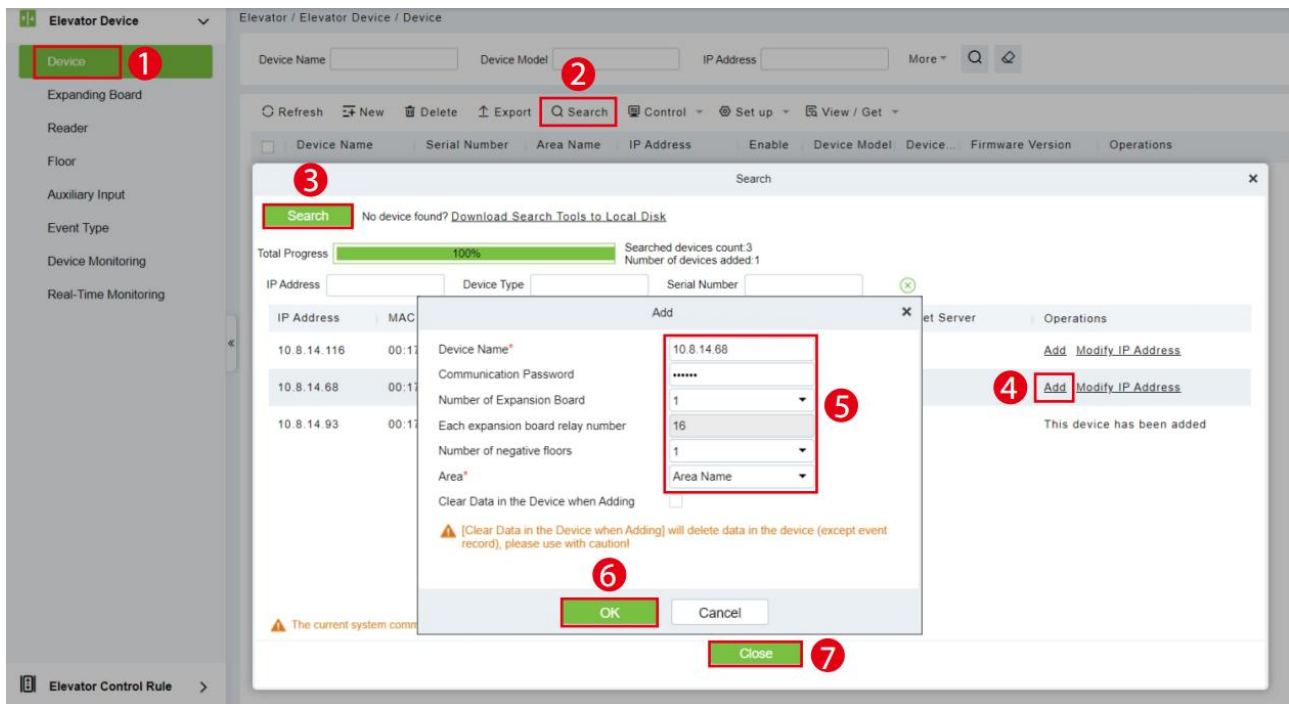 Elevator Device
Elevator / Elevator Device / Device
Device
1
Expanding Board
Reader
Floor
Auxiliary Input
Event Type
Device Monitoring
Real-Time Monitoring
Elevator Control Rule
Device Name Device Model IP Address More
2
Refresh New Delete Export Search Control Set up View / Get
Device Name Serial Number Area Name IP Address Enable Device Model Device... Firmware Version Operations
3
Search
Search No device found? Download Search Tools to Local Disk
Total Progress 100% Searched devices count:3
Number of devices added:1
IP Address Device Type Serial Number
IP Address MAC et Server Operations
10.8.14.116 00:17 Add Modify IP Address
10.8.14.68 00:17 4 Add Modify IP Address
10.8.14.93 00:17 This device has been added
Add
Device Name* 10.8.14.68
Communication Password ••••••
Number of Expansion Board 1
5
Each expansion board relay number 16
Number of negative floors 1
Area* Area Name
Clear Data in the Device when Adding
[Clear Data in the Device when Adding] will delete data in the device (except event
record), please use with caution!
6
OK Cancel
The current system comm
Close 7